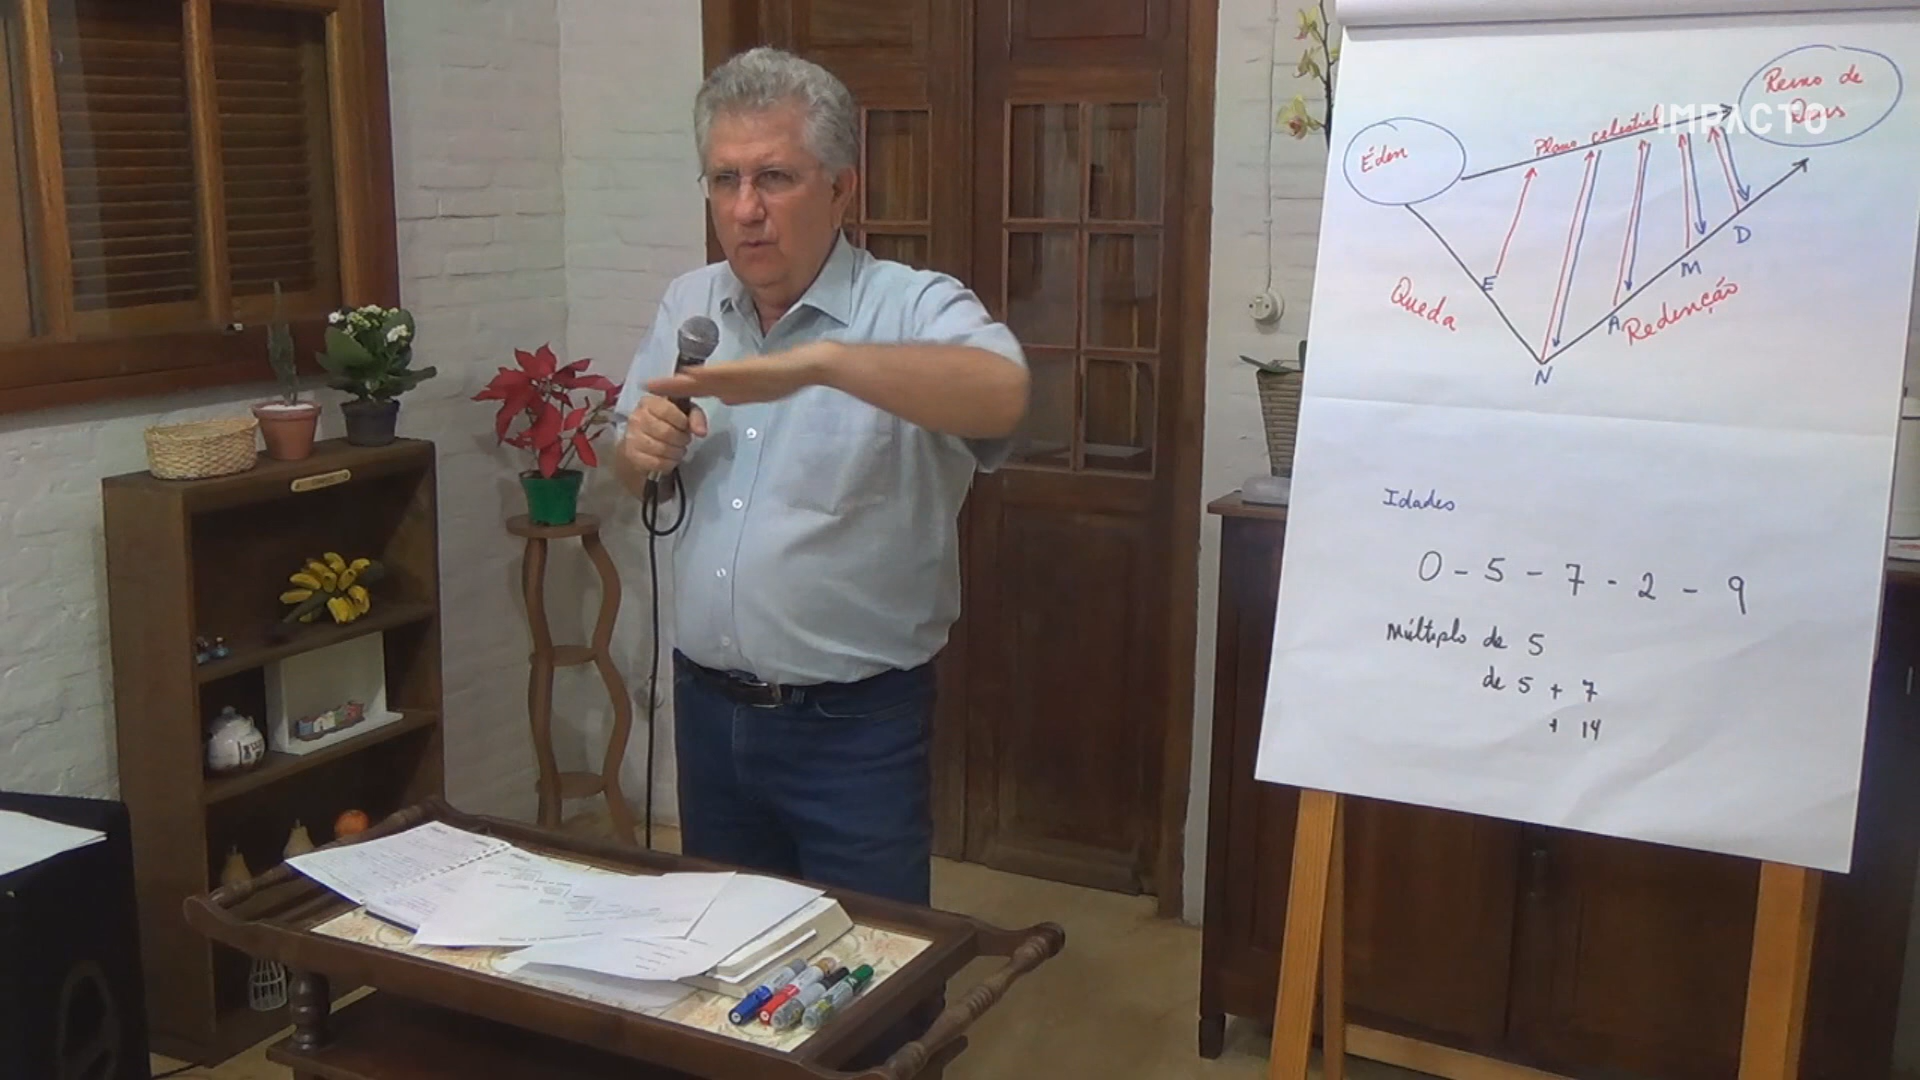 Reino de
Deus
IMPACTO
Plano celestial
Éden
D
E
M
Queda
Redenção
A
N
Idades
0 - 5 - 7 - 2 - 9
Múltiplo de 5
de 5 + 7
+ 14